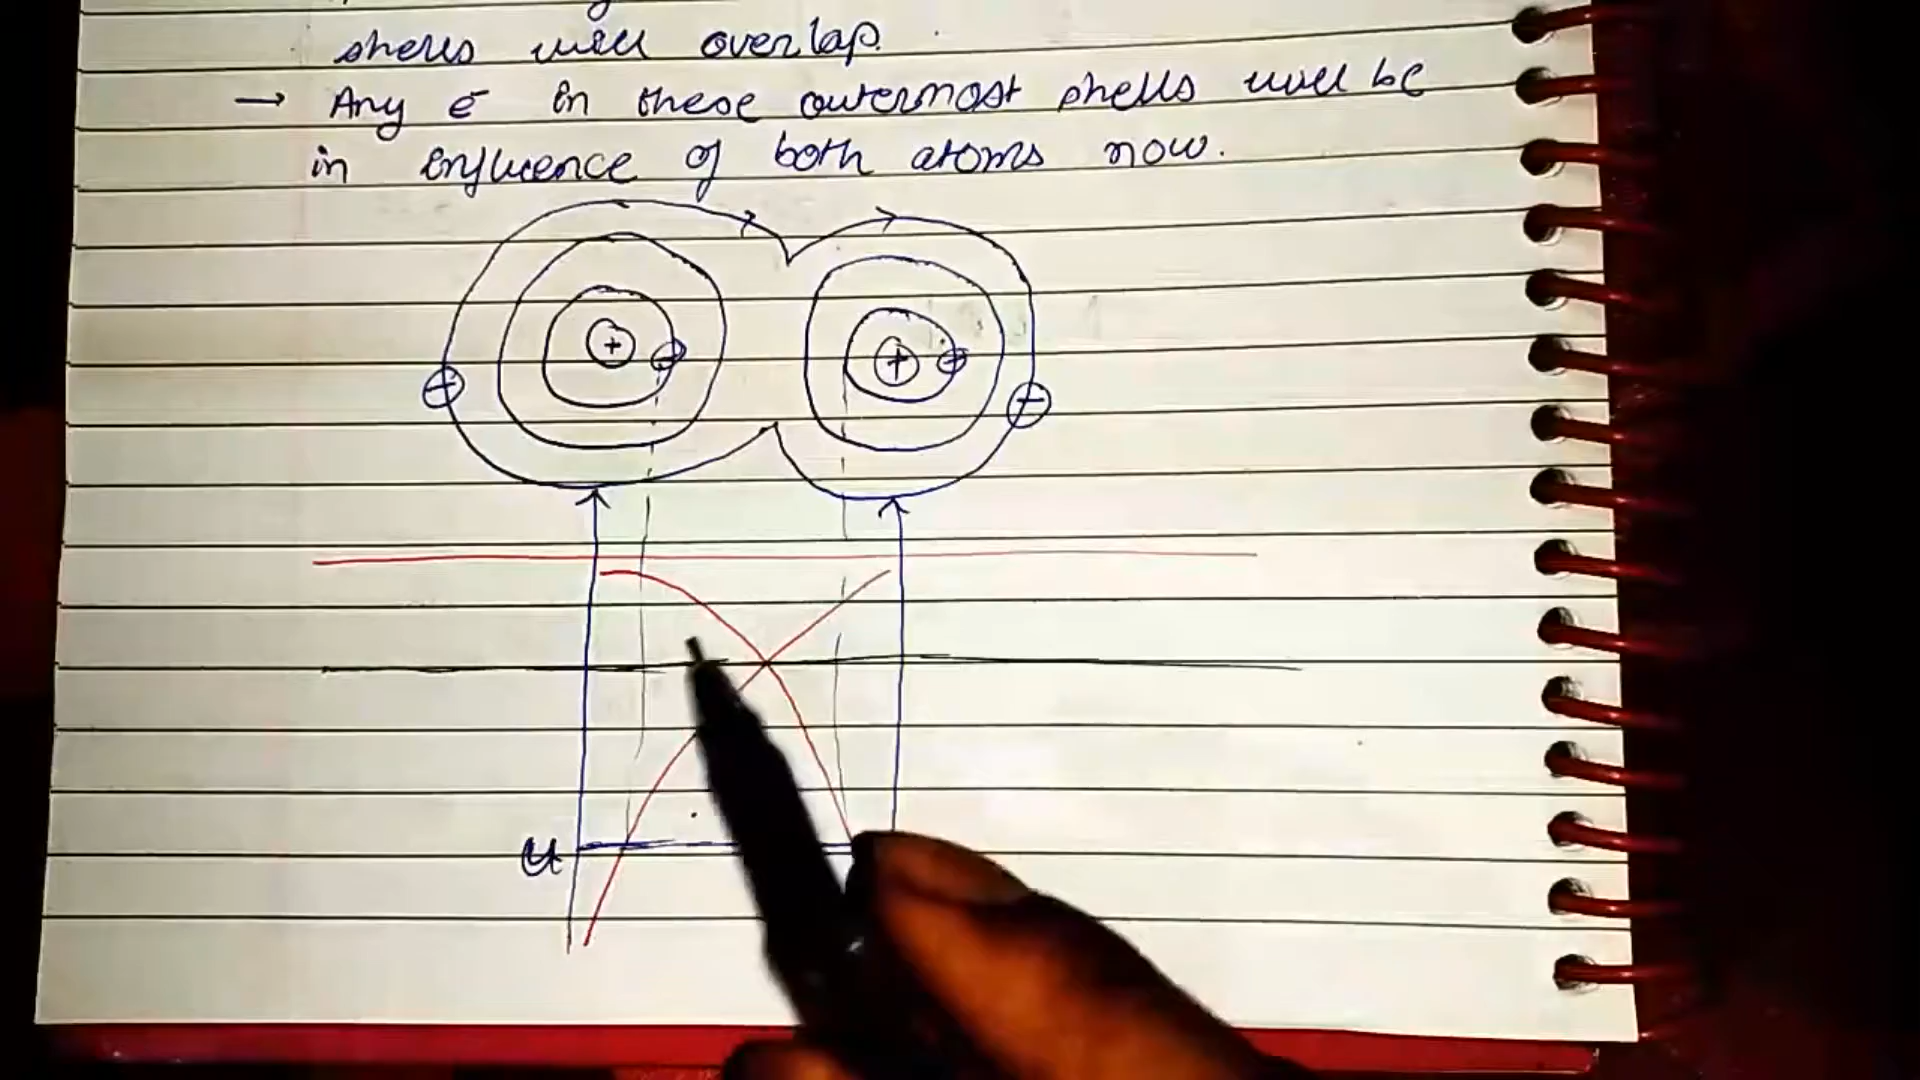 shells will overlap.
→ Any e⁻ in these outermost shells will be
in influence of both atoms now.
+ - + -
- -
U